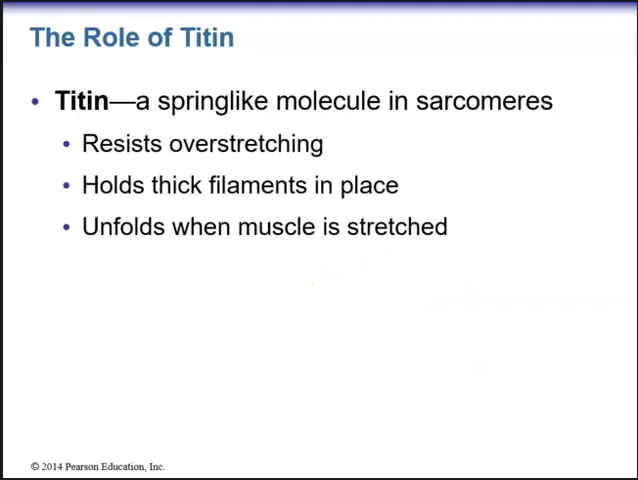 The Role of Titin
• Titin—a springlike molecule in sarcomeres
• Resists overstretching
• Holds thick filaments in place
• Unfolds when muscle is stretched
© 2014 Pearson Education, Inc.